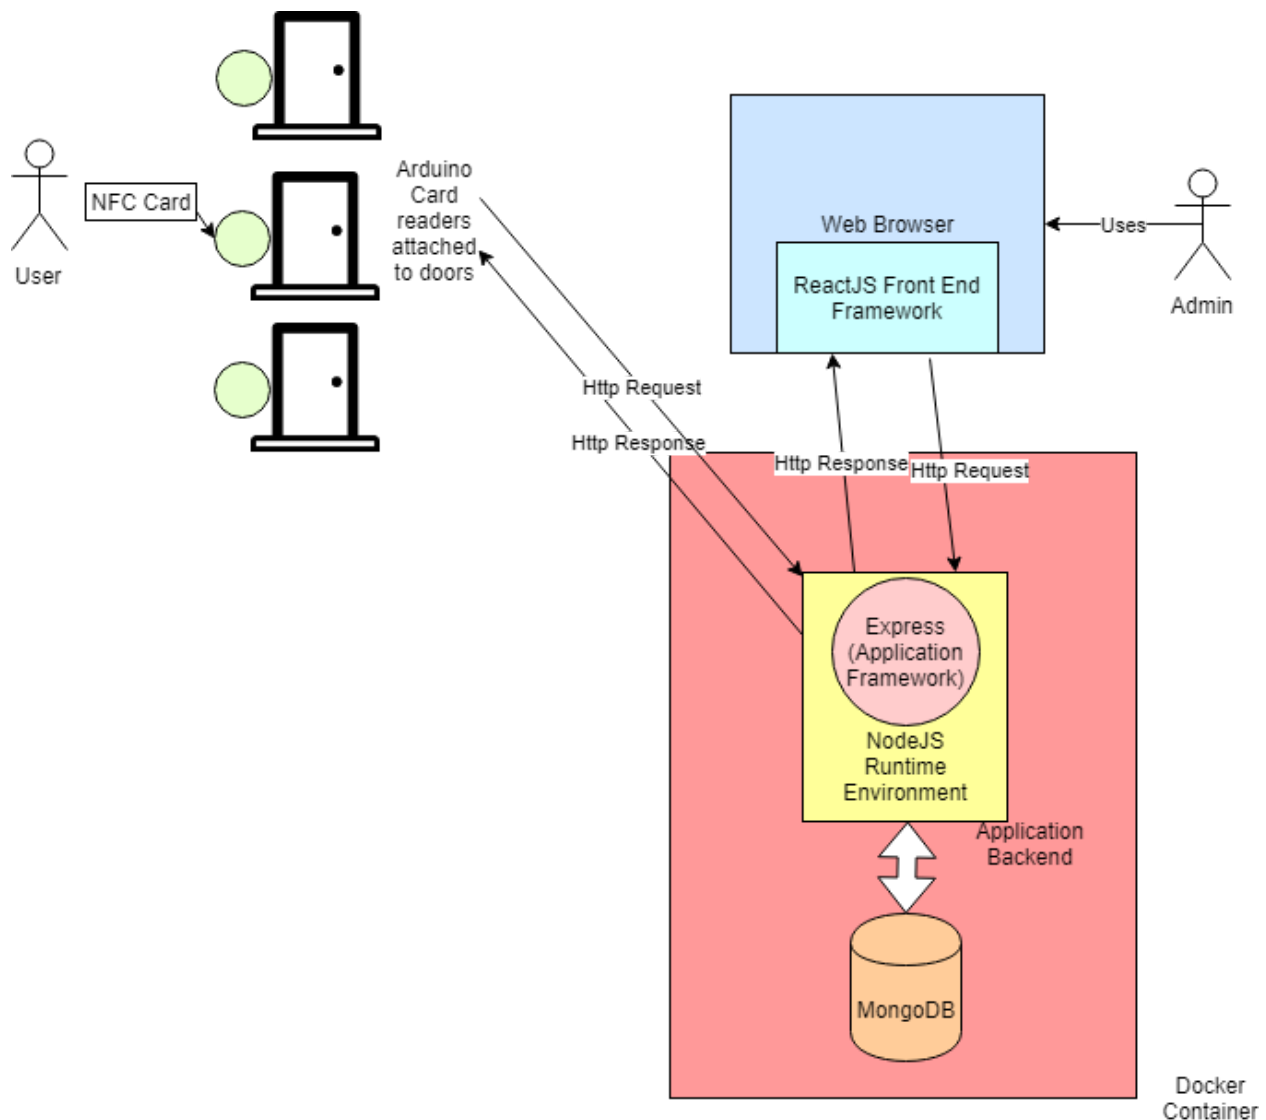 Arduino
Card
readers
attached
to doors
NFC Card
User
Web Browser
ReactJS Front End
Framework
Uses
Admin
Http Request
Http Response
Http Response
Http Request
Express
(Application
Framework)
NodeJS
Runtime
Environment
Application
Backend
MongoDB
Docker
Container